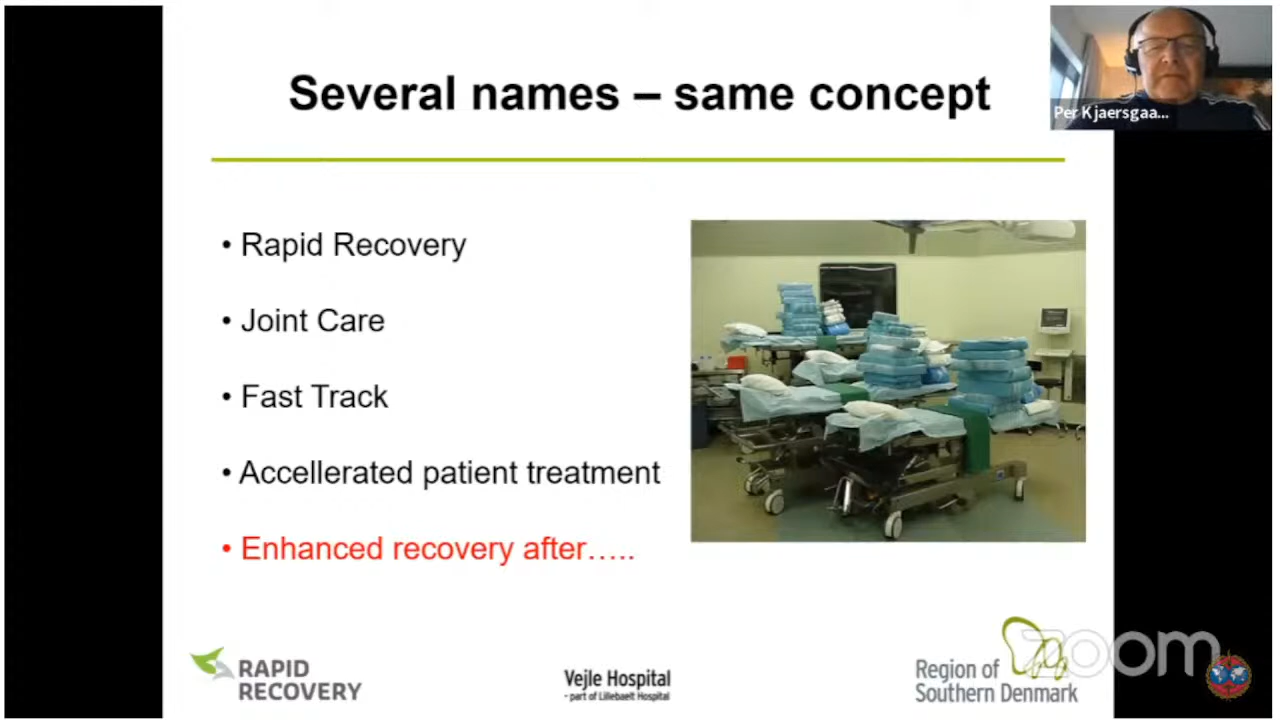 Several names – same concept
Per Kjaersgaa...
• Rapid Recovery
• Joint Care
• Fast Track
• Accellerated patient treatment
• Enhanced recovery after…..
RAPID
RECOVERY
Vejle Hospital
- part of Lillebaelt Hospital
Region of
Southern Denmark
zoom